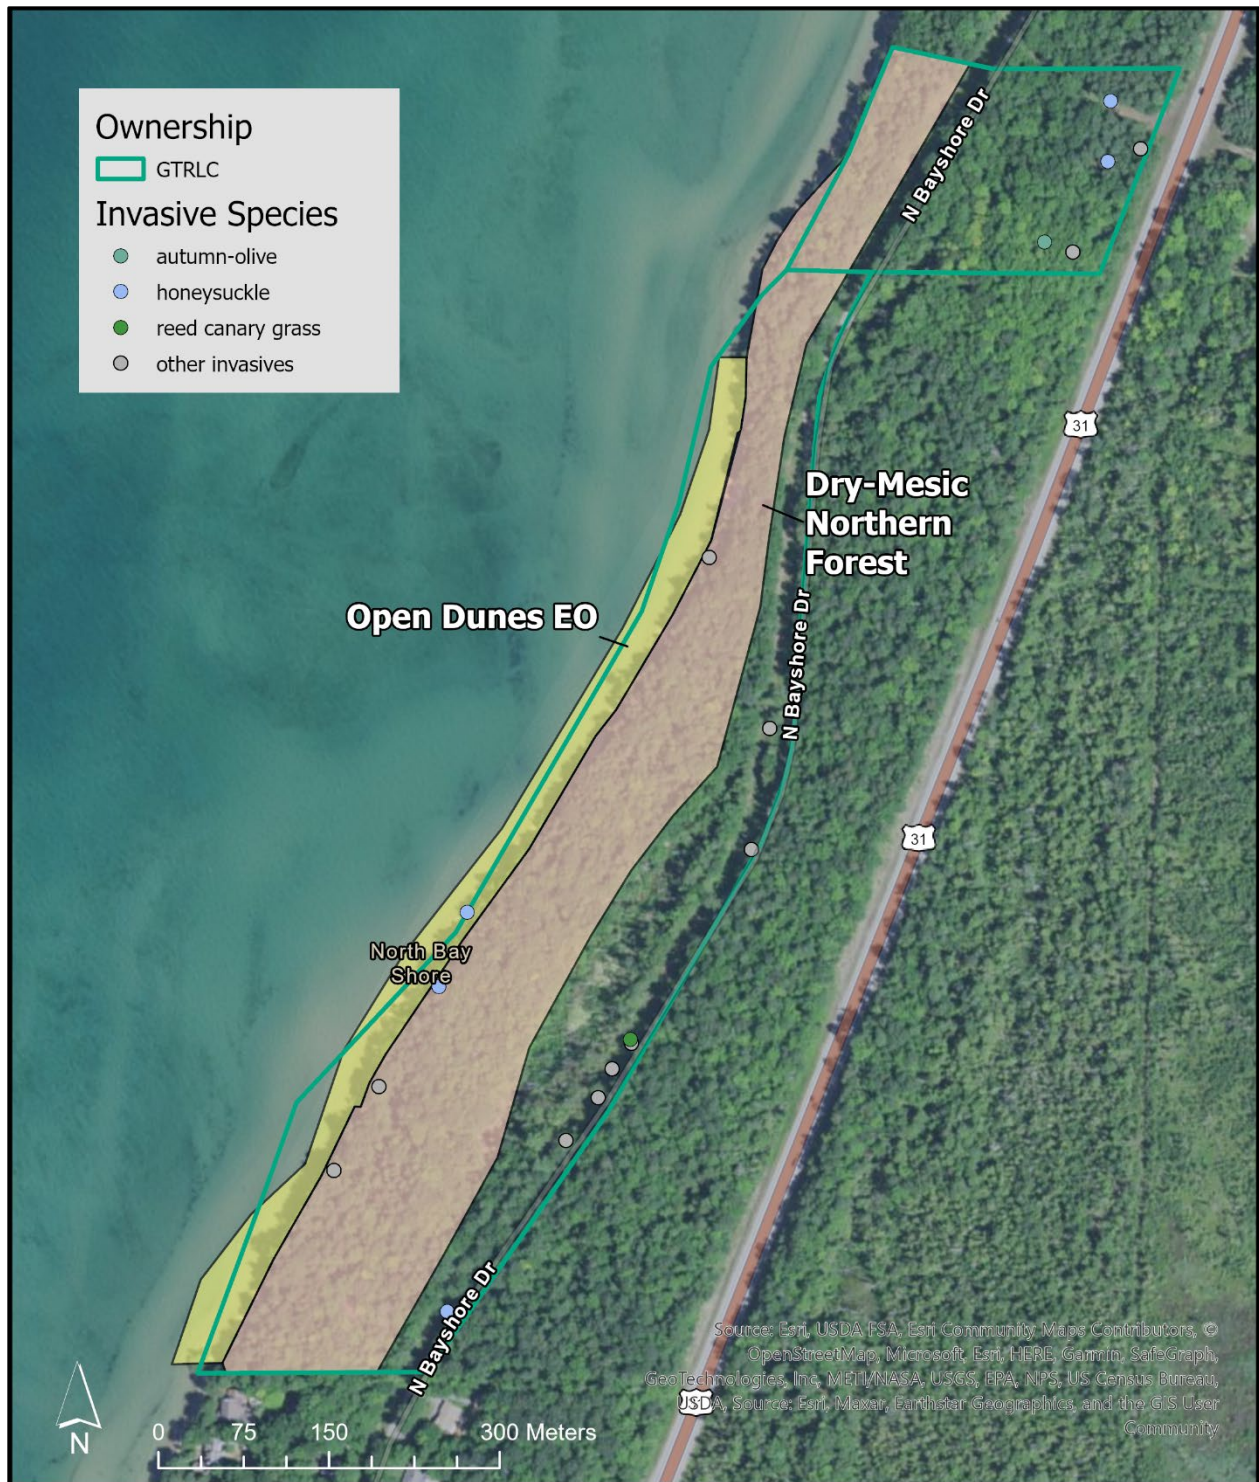 Ownership
GTRLC
Invasive Species
autumn-olive
honeysuckle
reed canary grass
other invasives
N Bayshore Dr
31
Dry-Mesic
Northern
Forest
Open Dunes EO
N Bayshore Dr
31
North Bay
Shore
N Bayshore Dr
Source: Esri, USDA FSA, Esri Community Maps Contributors, ©
OpenStreetMap, Microsoft, Esri, HERE, Garmin, SafeGraph,
GeoTechnologies, Inc, METI/NASA, USGS, EPA, NPS, US Census Bureau,
USDA, Source: Esri, Maxar, Earthstar Geographics, and the GIS User
Community
US
N
0 75 150 300 Meters